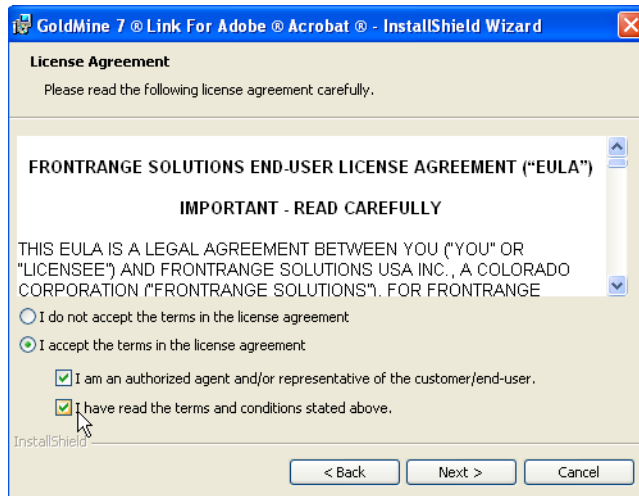 GoldMine 7 ® Link For Adobe ® Acrobat ® - InstallShield Wizard
License Agreement
Please read the following license agreement carefully.
FRONTRANGE SOLUTIONS END-USER LICENSE AGREEMENT (“EULA”)
IMPORTANT - READ CAREFULLY
THIS EULA IS A LEGAL AGREEMENT BETWEEN YOU ("YOU" OR
"LICENSEE") AND FRONTRANGE SOLUTIONS USA INC., A COLORADO
CORPORATION ("FRONTRANGE SOLUTIONS"). FOR FRONTRANGE
I do not accept the terms in the license agreement
I accept the terms in the license agreement
I am an authorized agent and/or representative of the customer/end-user.
I have read the terms and conditions stated above.
InstallShield
< Back
Next >
Cancel